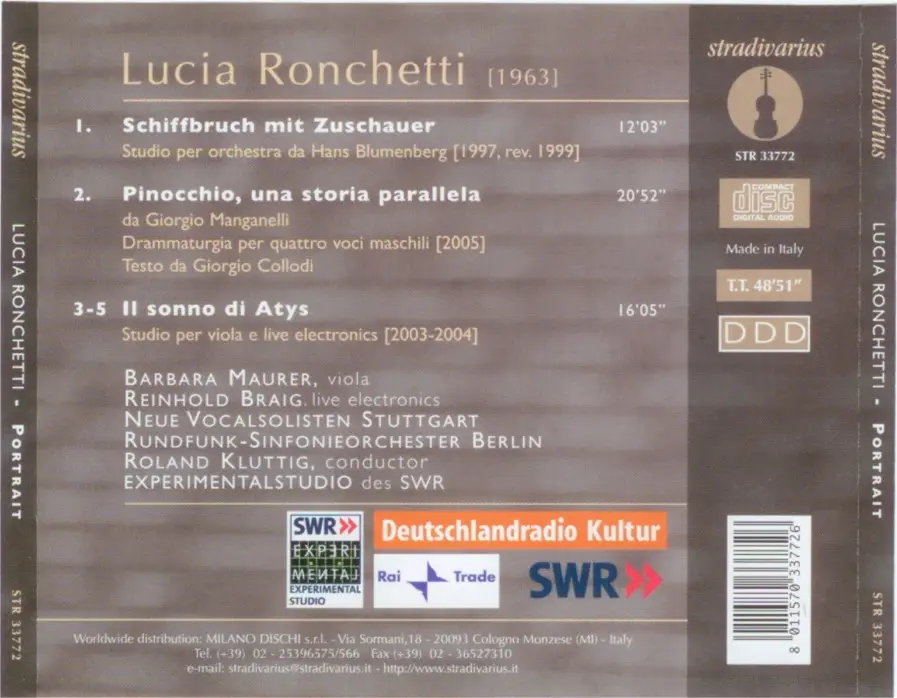 Lucia Ronchetti [1963]
1. Schiffbruch mit Zuschauer 12'03"
Studio per orchestra da Hans Blumenberg [1997, rev. 1999]
2. Pinocchio, una storia parallela 20'52"
da Giorgio Manganelli
Drammaturgia per quattro voci maschili [2005]
Testo da Giorgio Collodi
3-5 Il sonno di Atys 16'05"
Studio per viola e live electronics [2003-2004]
BARBARA MAURER, viola
REINHOLD BRAIG. live electronics
NEUE VOCALSOLISTEN STUTTGART
RUNDFUNK-SINFONIEORCHESTER BERLIN
ROLAND KLUTTIG, conductor
EXPERIMENTALSTUDIO des SWR
SWR»
EXPERI
MENTAL
EXPERIMENTAL
STUDIO
Deutschlandradio Kultur
Rai Trade
SWR»
Worldwide distribution: MILANO DISCHI s.r.l. - Via Sormani,18 - 20093 Cologno Monzese (MI) - Italy
Tel. (+39) 02 - 25396575/566 Fax (+39) 02 - 36527310
e-mail: stradivarius@stradivarius.it - http://www.stradivarius.it
stradivarius
STR 33772
COMPACT
disc
DIGITAL AUDIO
Made in Italy
T.T. 48'51"
DDD
8 011570 337726
stradivarius LUCIA RONCHETTI - PORTRAIT STR 33772
stradivarius LUCIA RONCHETTI - PORTRAIT STR 33772